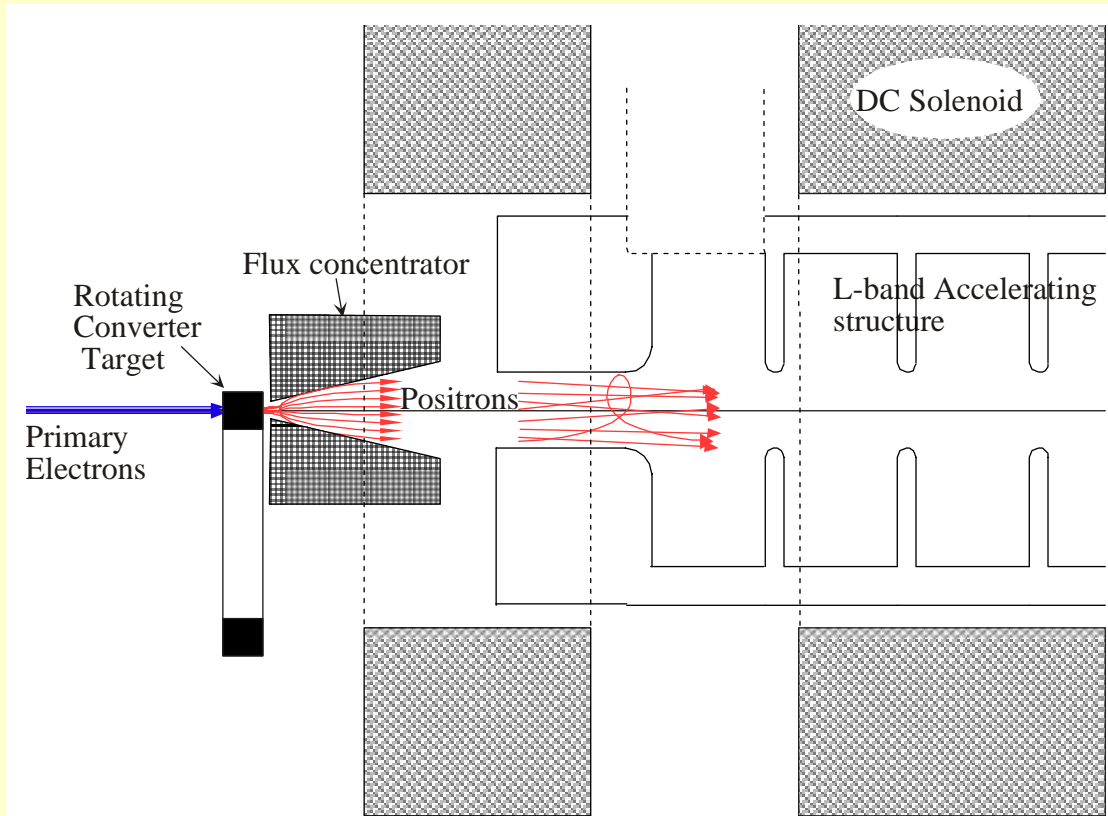 DC Solenoid
Flux concentrator
Rotating
Converter
Target
L-band Accelerating
structure
Positrons
Primary
Electrons